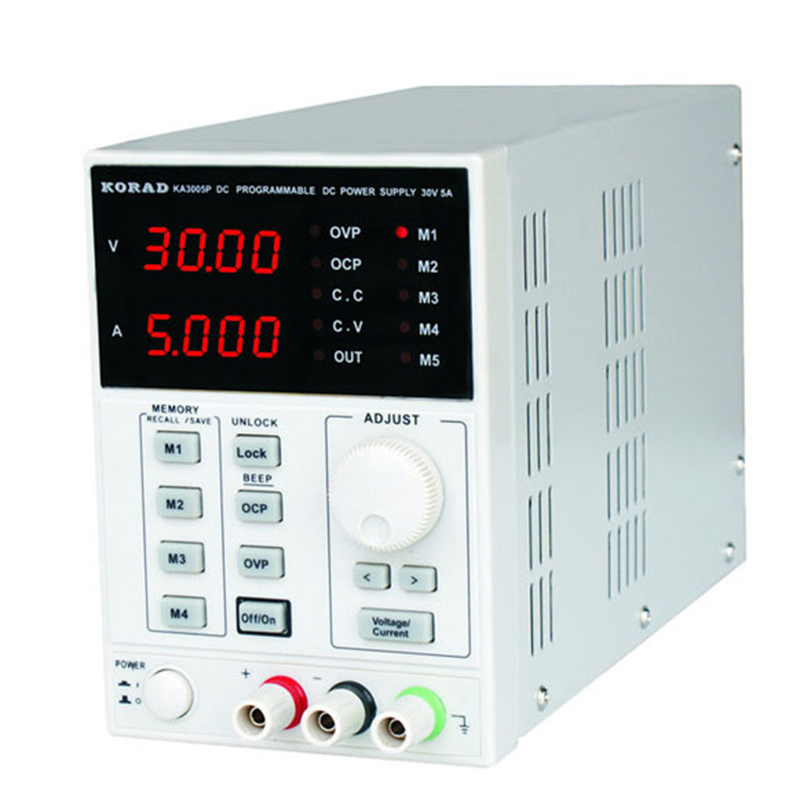 KORAD KA3005P DC PROGRAMMABLE DC POWER SUPPLY 30V 5A
V 30.00
A 5.000
OVP M1
OCP M2
C.C M3
C.V M4
OUT M5
MEMORY
RECALL / SAVE
M1
M2
M3
M4
UNLOCK
Lock
BEEP
OCP
OVP
Off/On
ADJUST
< >
Voltage/
Current
POWER
I
O
+ −